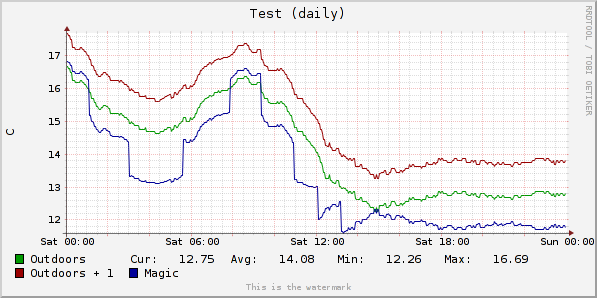 Test (daily)
RRDTOOL / TOBI OETIKER
C
17
16
15
14
13
12
Sat 00:00 Sat 06:00 Sat 12:00 Sat 18:00 Sun 00:00
Outdoors Cur: 12.75 Avg: 14.08 Min: 12.26 Max: 16.69
Outdoors + 1 Magic
This is the watermark